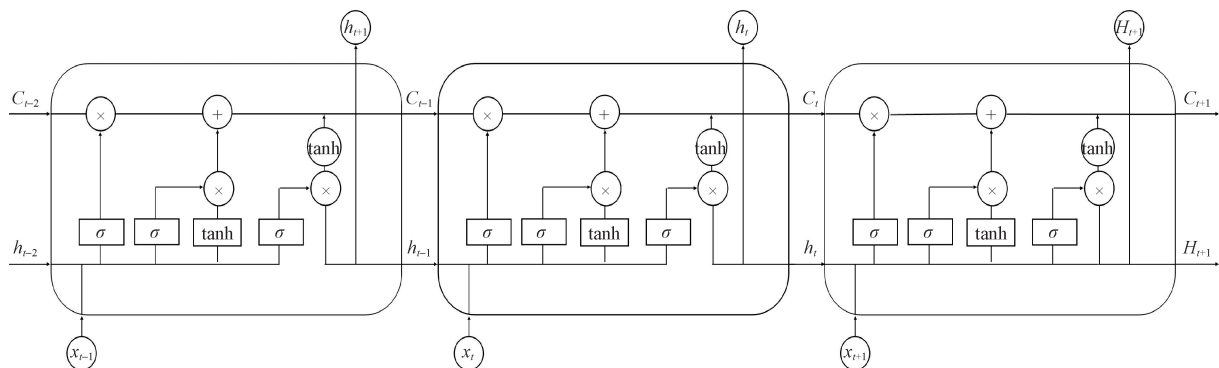 h_{t+1} h_t H_{t+1}
C_{t−2} C_{t−1} C_t C_{t+1}
× + × + × +
tanh tanh tanh
× × × × × ×
σ σ tanh σ σ σ tanh σ σ σ tanh σ
h_{t−2} h_{t−1} h_t H_{t+1}
x_{t−1} x_t x_{t+1}